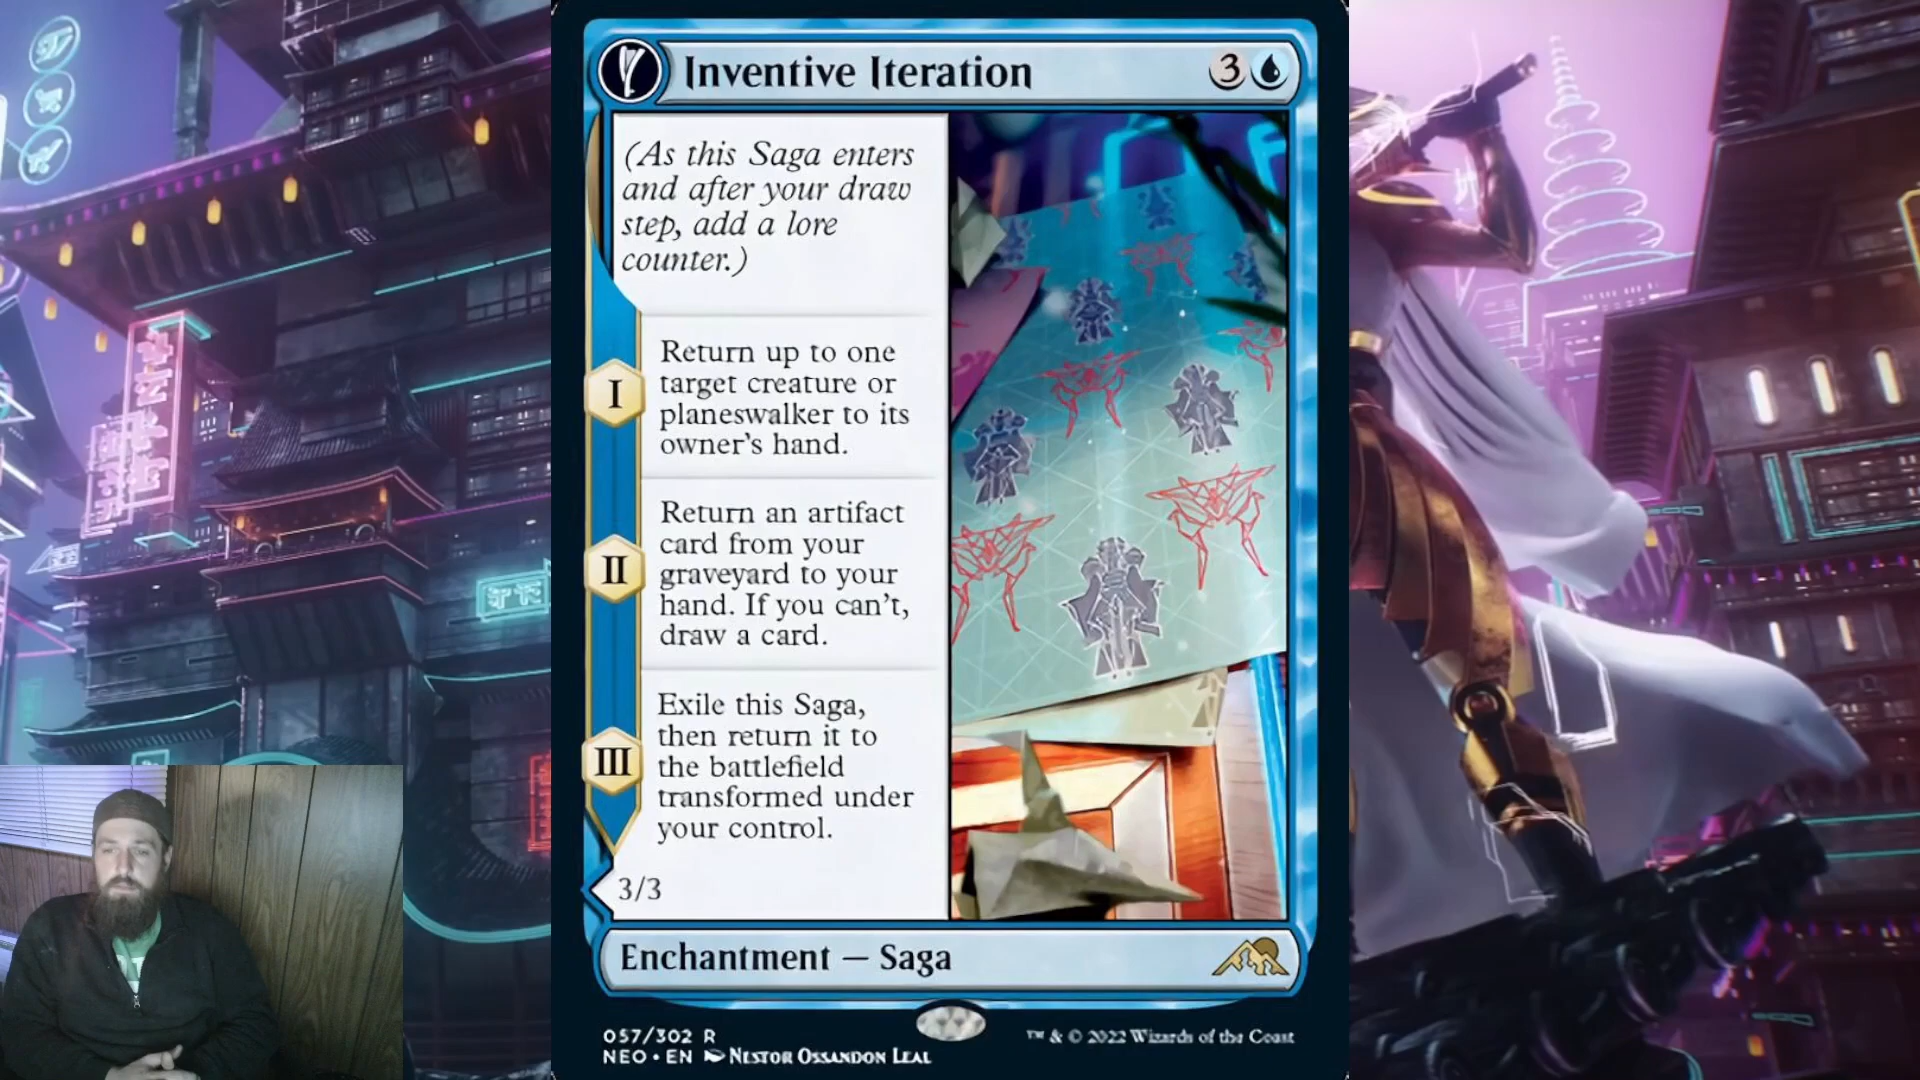 Inventive Iteration 3
(As this Saga enters
and after your draw
step, add a lore
counter.)
I
Return up to one
target creature or
planeswalker to its
owner's hand.
II
Return an artifact
card from your
graveyard to your
hand. If you can't,
draw a card.
III
Exile this Saga,
then return it to
the battlefield
transformed under
your control.
3/3
Enchantment — Saga
057/302 R
NEO • EN Nestor Ossandon Leal
™ & © 2022 Wizards of the Coast